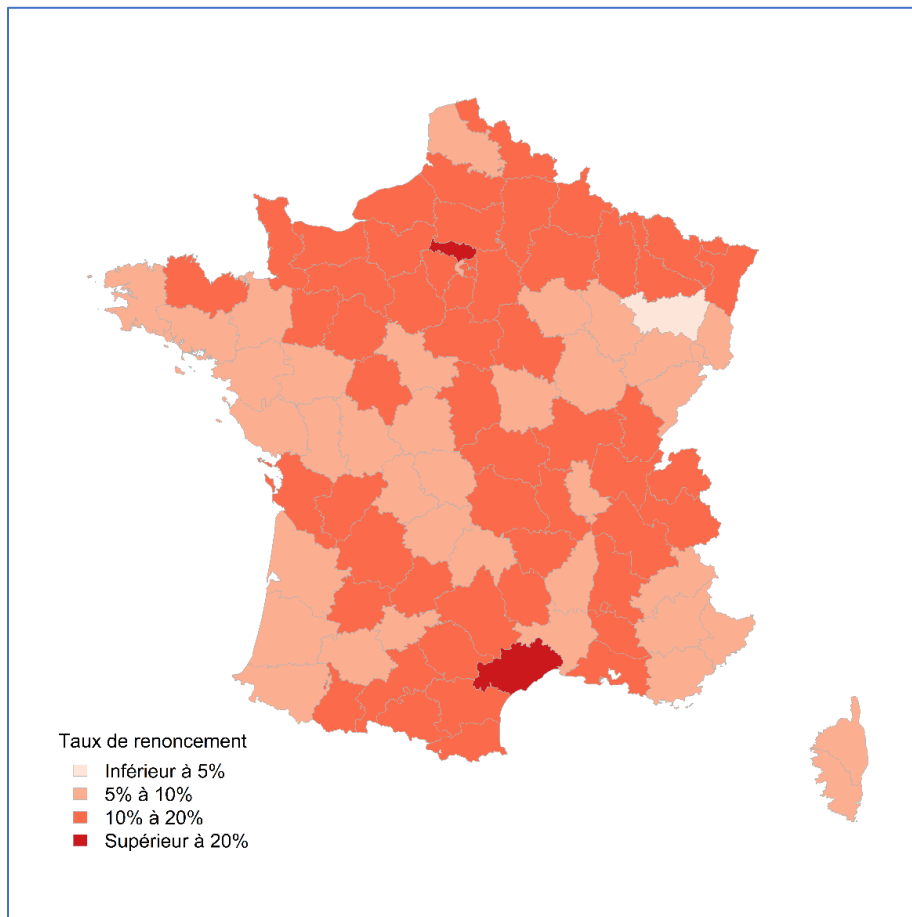 Taux de renoncement
Inférieur à 5%
5% à 10%
10% à 20%
Supérieur à 20%